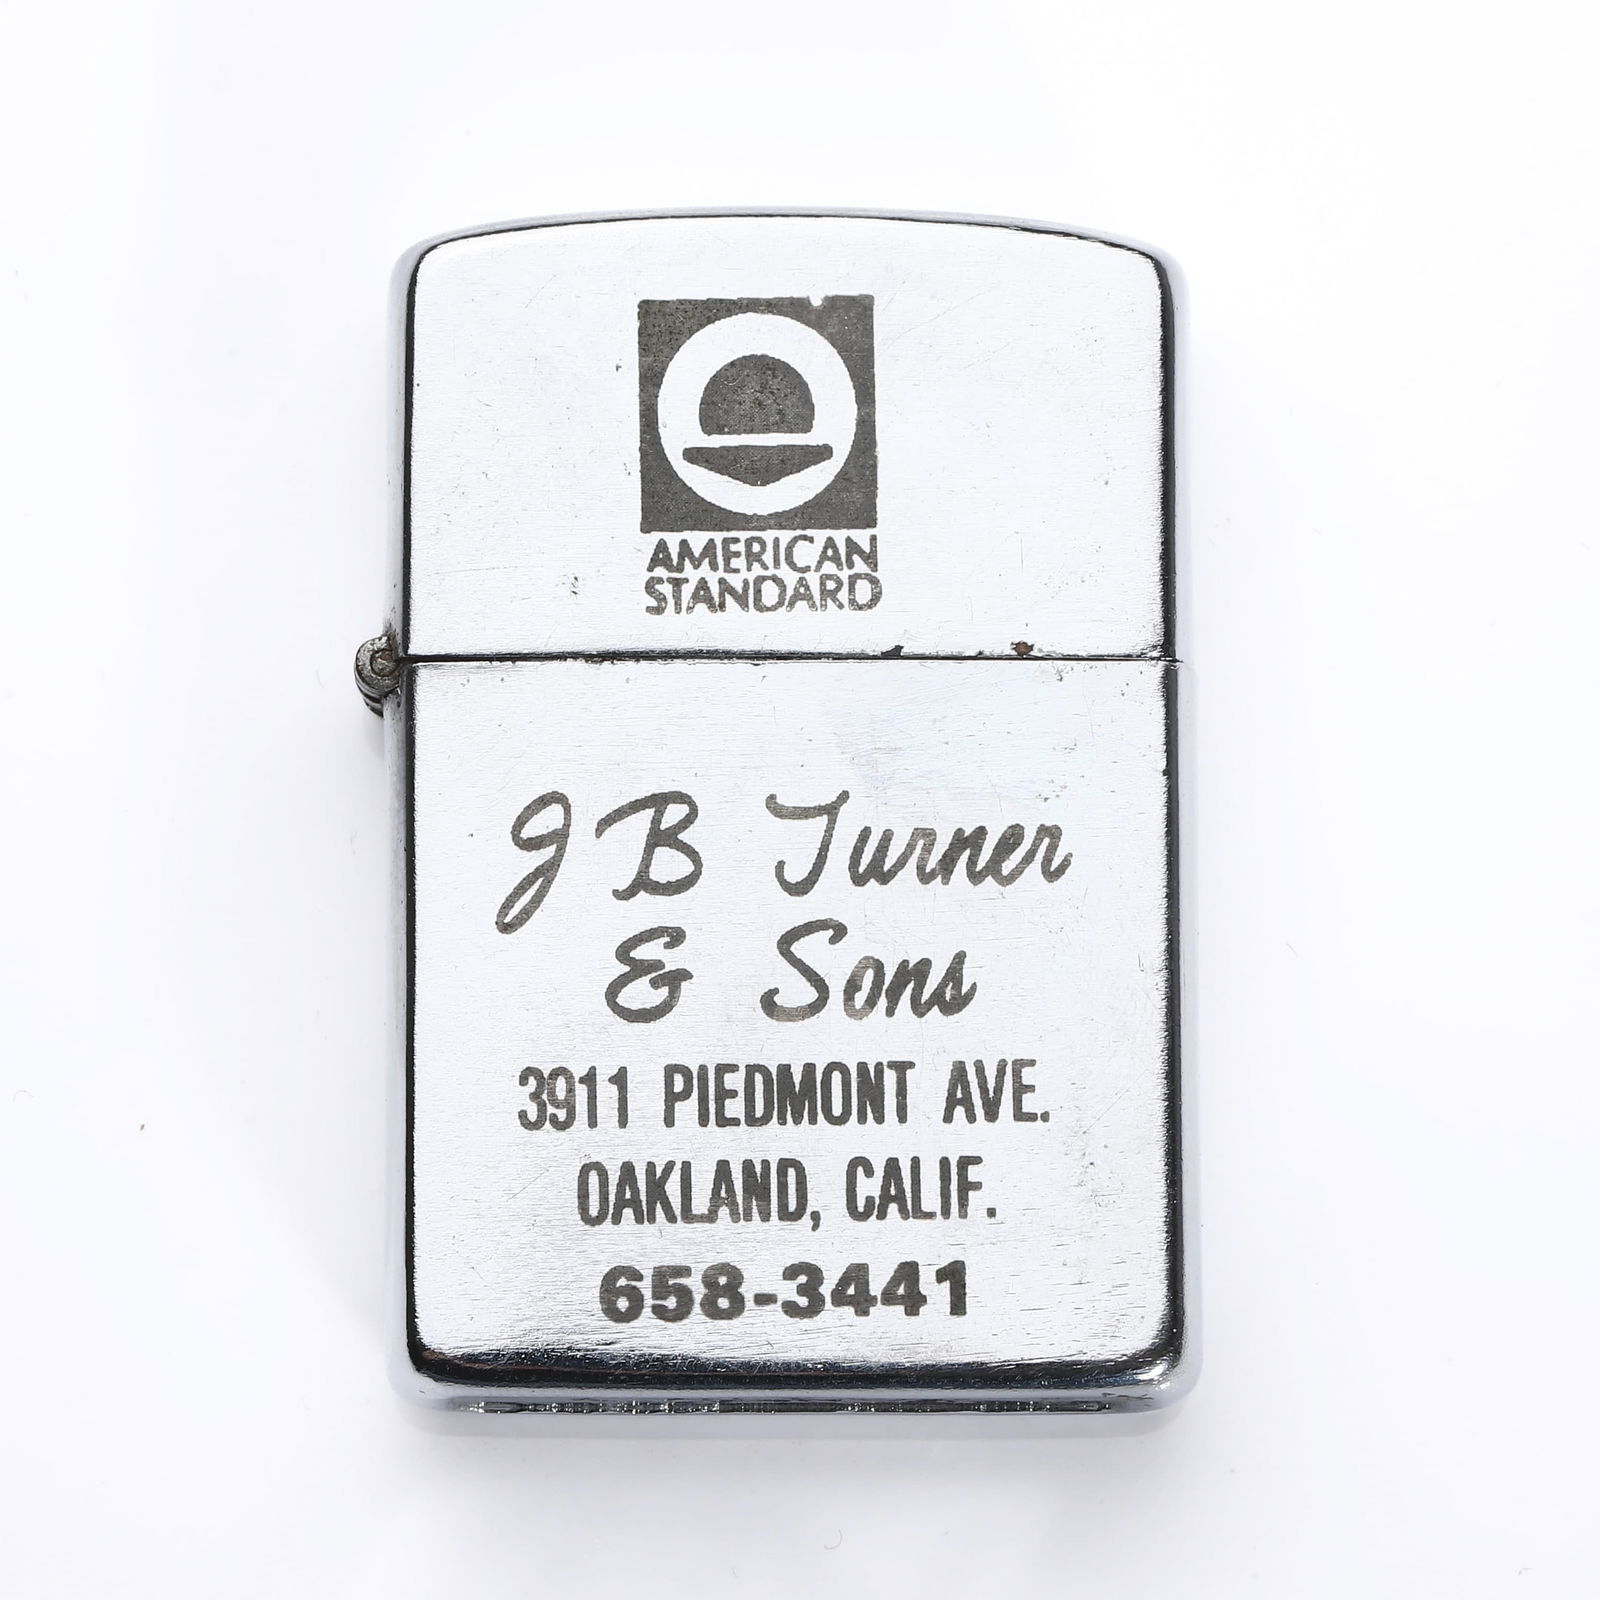 AMERICAN
STANDARD
J B Turner
& Sons
3911 PIEDMONT AVE.
OAKLAND, CALIF.
658-3441